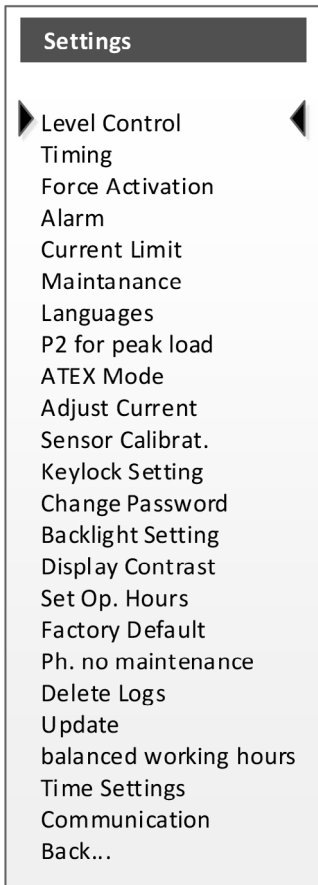 Settings
Level Control
Timing
Force Activation
Alarm
Current Limit
Maintanance
Languages
P2 for peak load
ATEX Mode
Adjust Current
Sensor Calibrat.
Keylock Setting
Change Password
Backlight Setting
Display Contrast
Set Op. Hours
Factory Default
Ph. no maintenance
Delete Logs
Update
balanced working hours
Time Settings
Communication
Back...